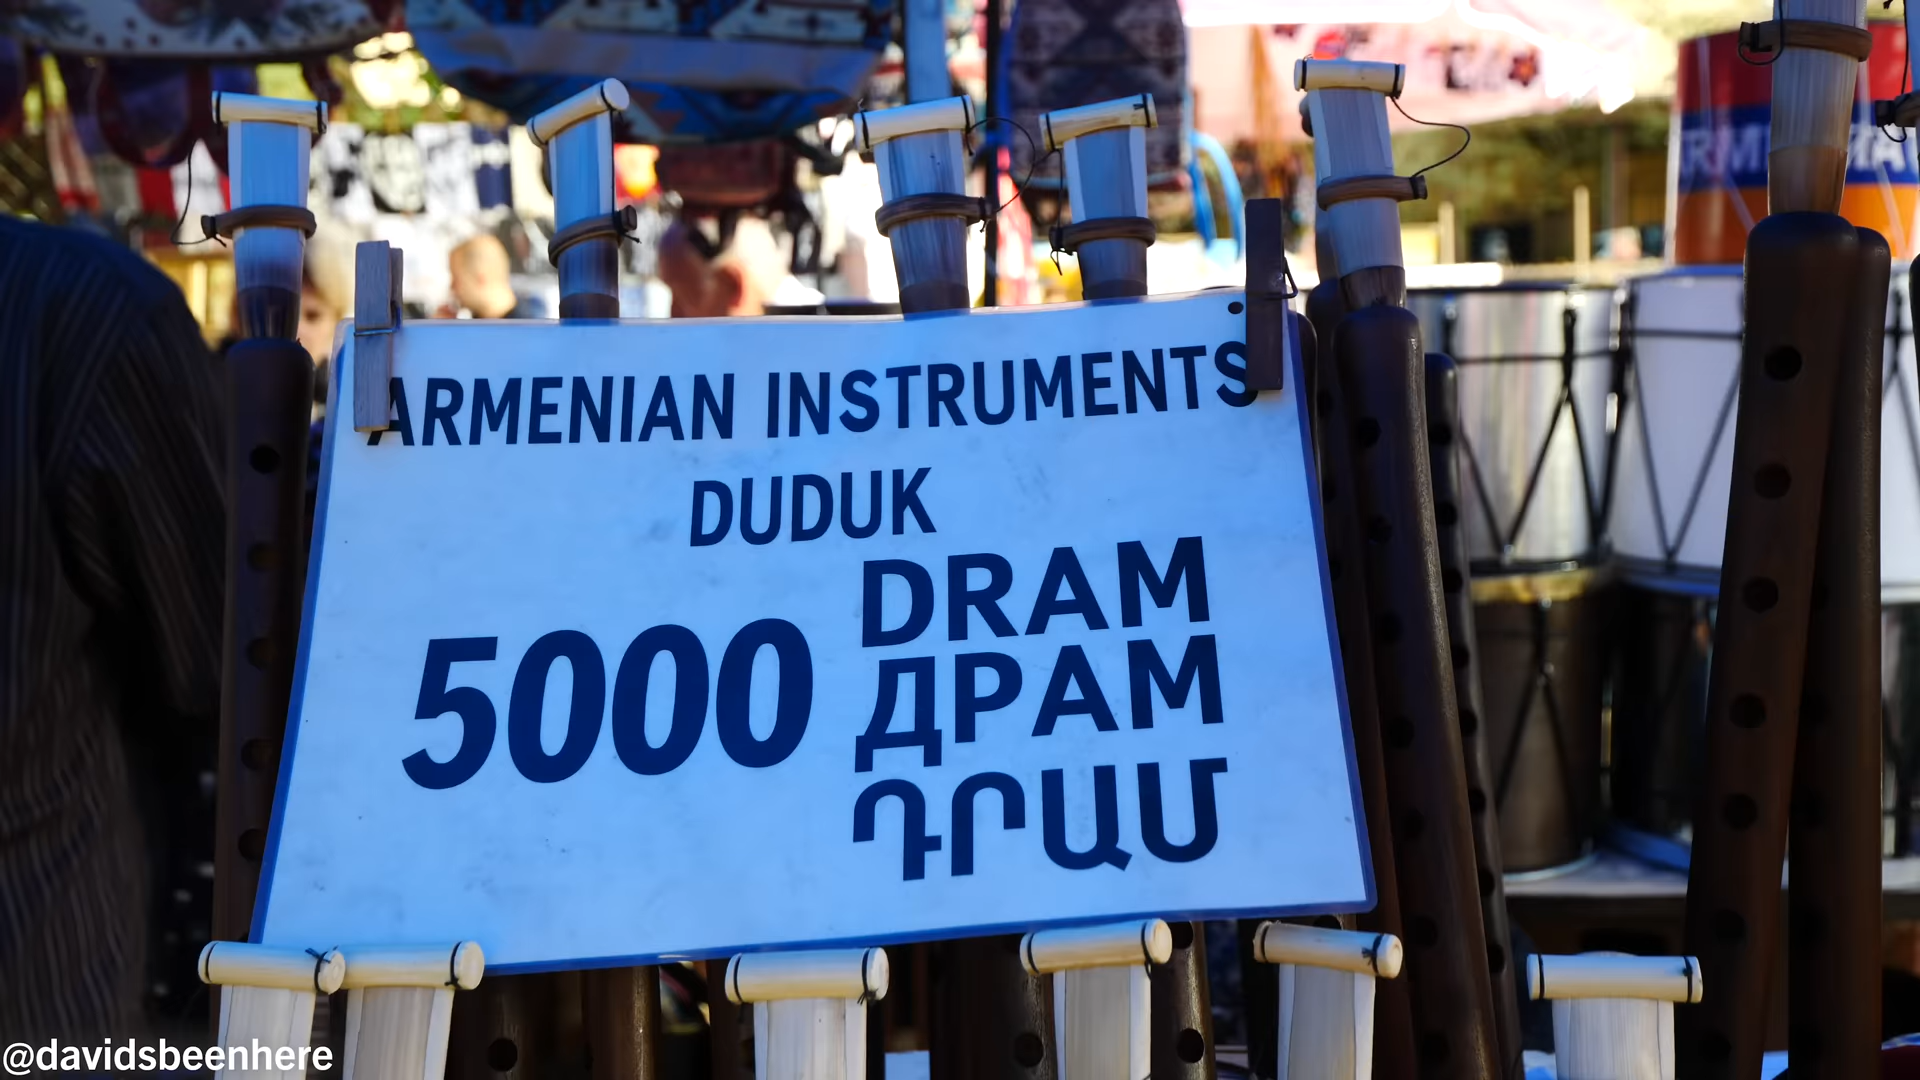 ARMENIAN INSTRUMENTS
DUDUK
5000 DRAM
ДРАМ
ԴՐԱՄ
@davidsbeenhere